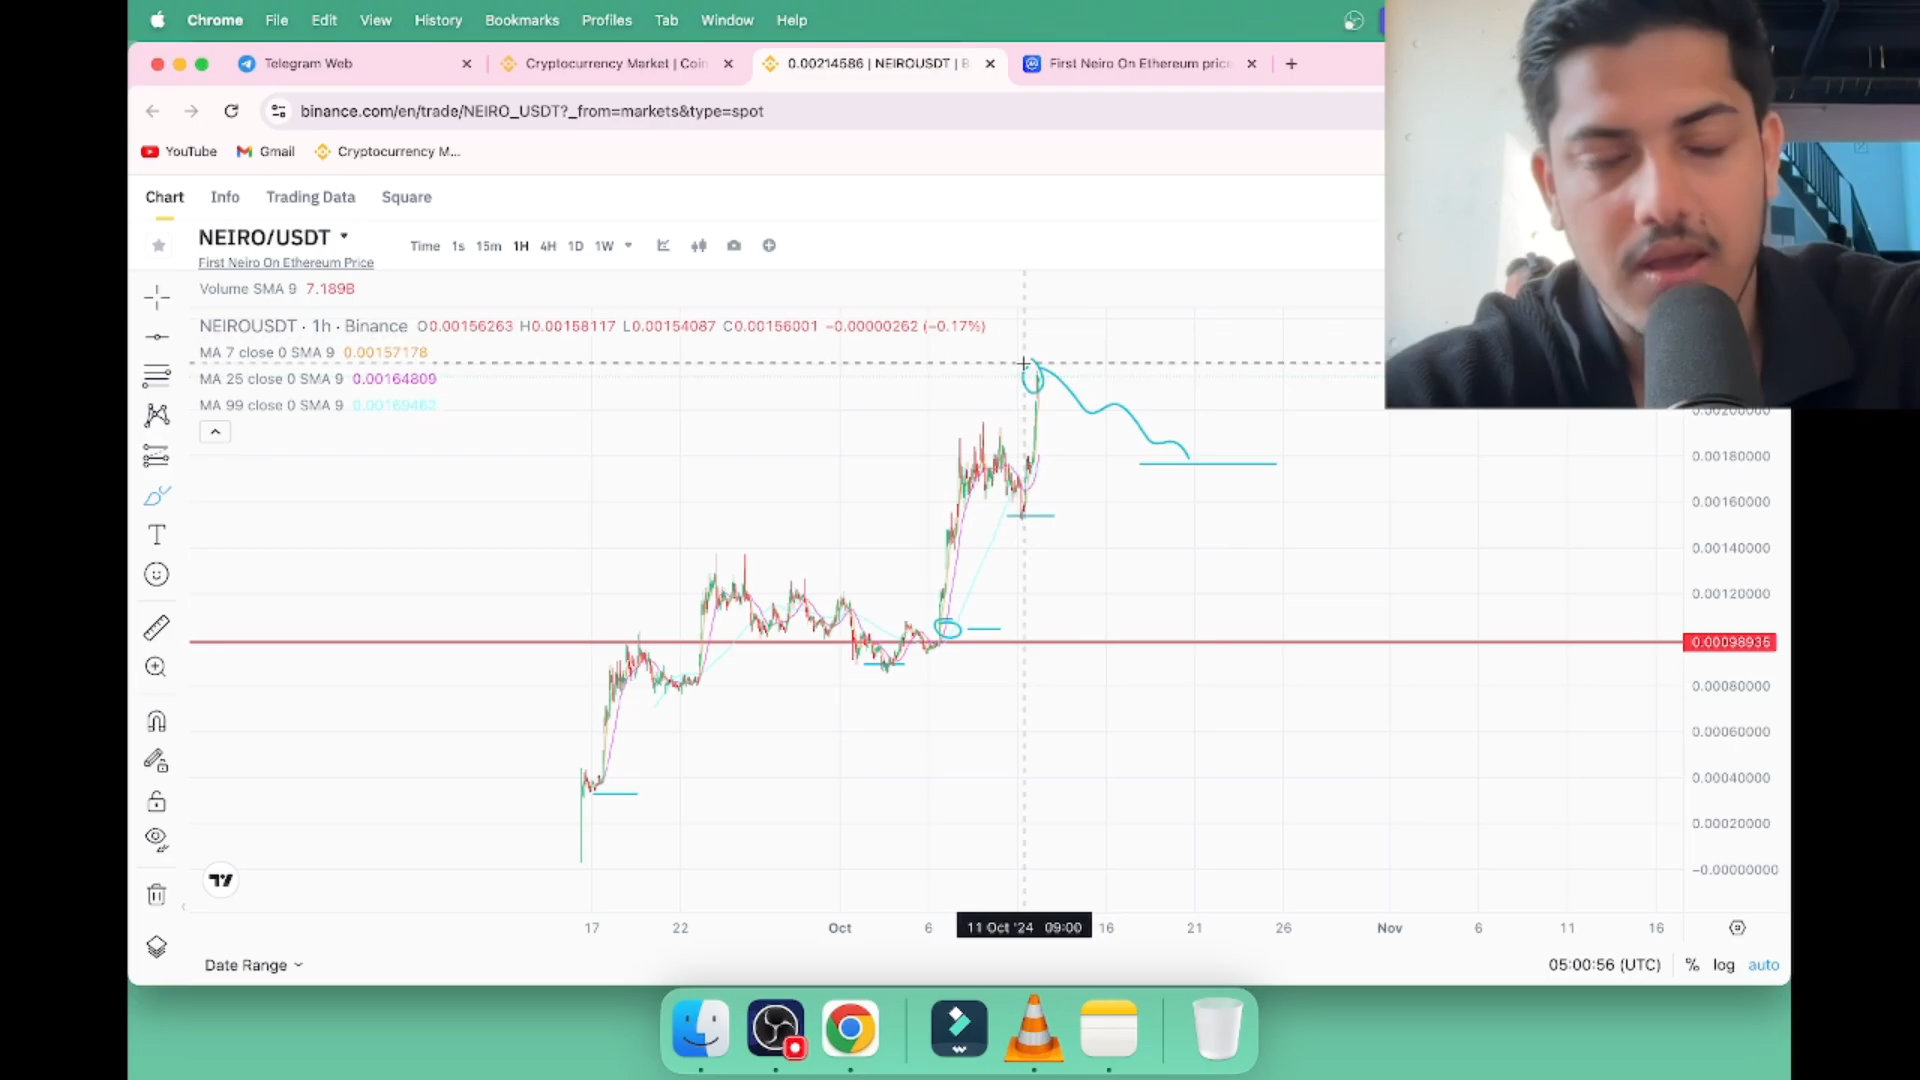 Chrome File Edit View History Bookmarks Profiles Tab Window Help
Telegram Web
Cryptocurrency Market | Coin
0.00214586 | NEIROUSDT | B
First Neiro On Ethereum price
binance.com/en/trade/NEIRO_USDT?_from=markets&type=spot
YouTube Gmail Cryptocurrency M...
Chart Info Trading Data Square
NEIRO/USDT
First Neiro On Ethereum Price
Time 1s 15m 1H 4H 1D 1W
Volume SMA 9 7.189B
NEIROUSDT · 1h · Binance O0.00156263 H0.00158117 L0.00154087 C0.00156001 −0.00000262 (−0.17%)
MA 7 close 0 SMA 9 0.00157178
MA 25 close 0 SMA 9 0.00164809
MA 99 close 0 SMA 9 0.00169462
0.00200000
0.00180000
0.00160000
0.00140000
0.00120000
0.00098935
0.00080000
0.00060000
0.00040000
0.00020000
−0.00000000
17 22 Oct 6 11 Oct '24 09:00 16 21 26 Nov 6 11 16
Date Range 05:00:56 (UTC) % log auto